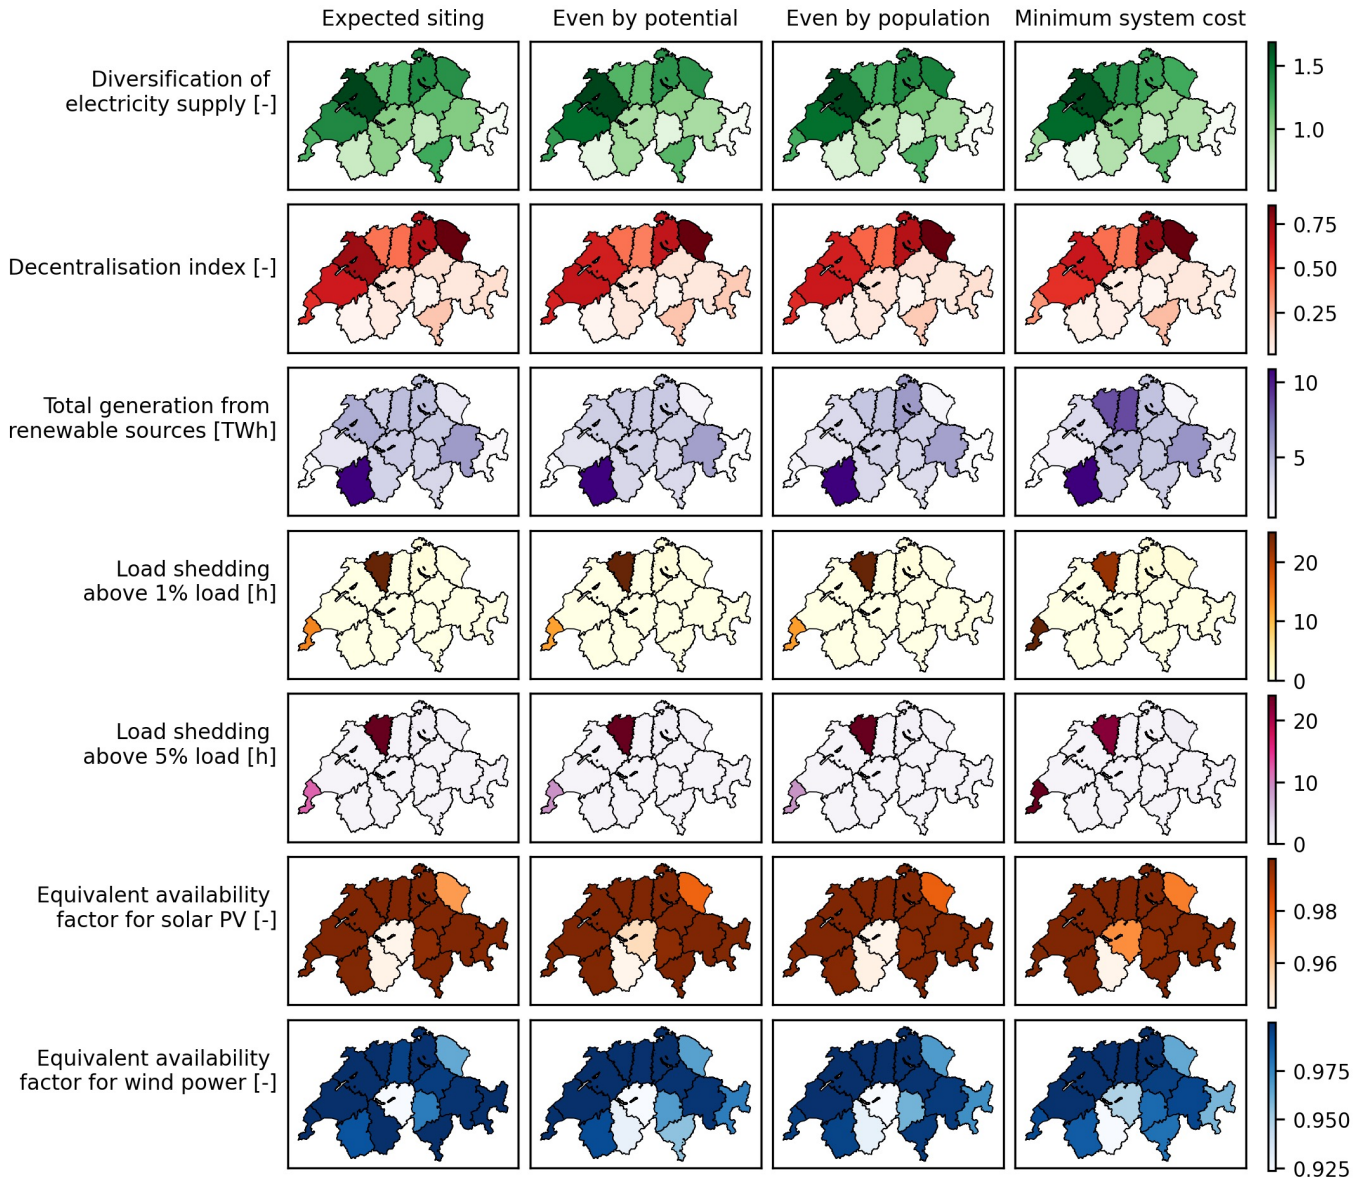 Expected siting
Even by potential
Even by population
Minimum system cost
Diversification of
electricity supply [-]
1.5
1.0
Decentralisation index [-]
0.75
0.50
0.25
Total generation from
renewable sources [TWh]
10
5
Load shedding
above 1% load [h]
20
10
0
Load shedding
above 5% load [h]
20
10
0
Equivalent availability
factor for solar PV [-]
0.98
0.96
Equivalent availability
factor for wind power [-]
0.975
0.950
0.925